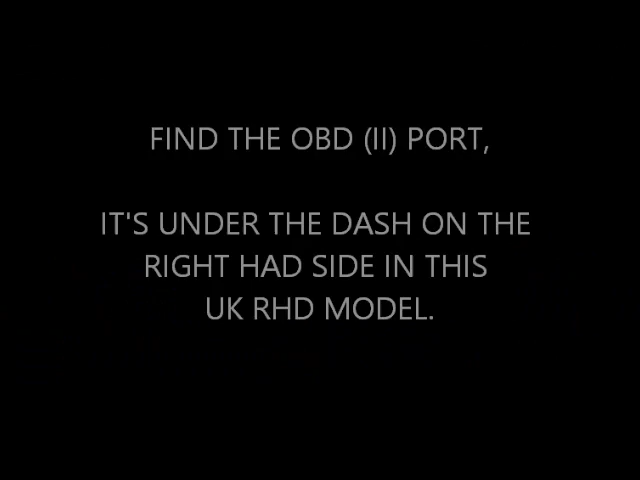 FIND THE OBD (II) PORT,
IT'S UNDER THE DASH ON THE
RIGHT HAD SIDE IN THIS
UK RHD MODEL.